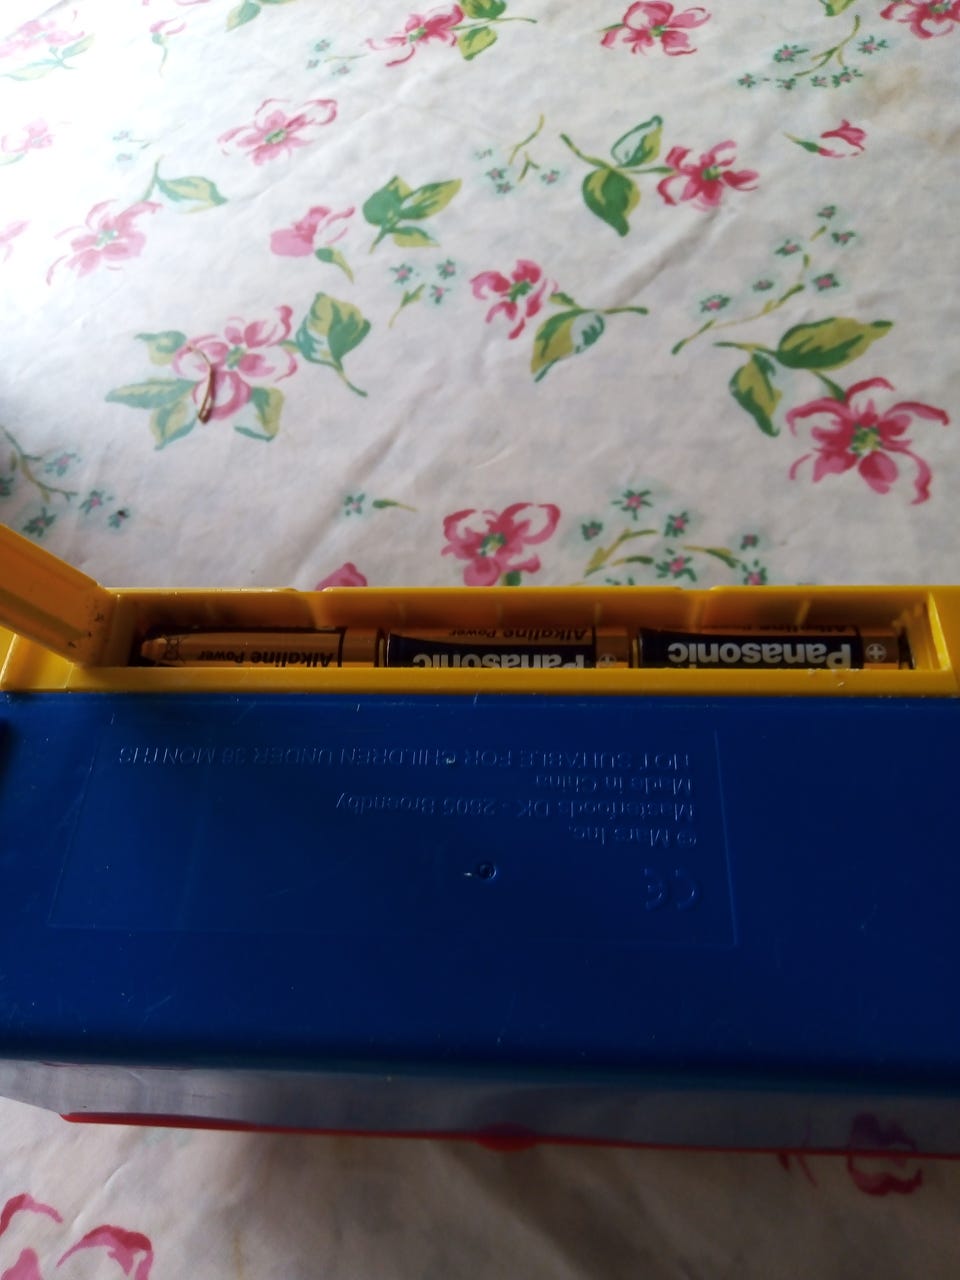 Alkaline Power
Panasonic
Alkaline Power
+
Panasonic
Alkaline Power
+
CE
© Mars Inc.
Masterfoods DK - 2605 Broendby
Made in China
NOT SUITABLE FOR CHILDREN UNDER 36 MONTHS